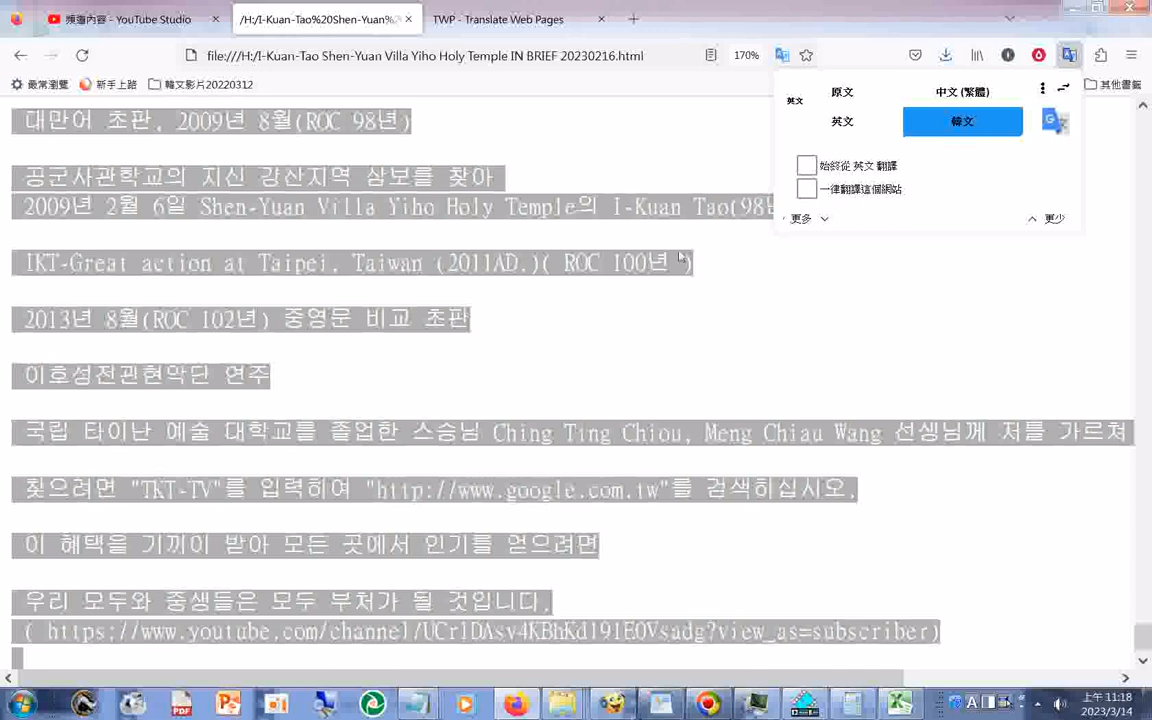 頻道內容 - YouTube Studio
/H:/I-Kuan-Tao%20Shen-Yuan%2
TWP - Translate Web Pages
file:///H:/I-Kuan-Tao Shen-Yuan Villa Yiho Holy Temple IN BRIEF 20230216.html
170%
最常瀏覽
新手上路
韓文影片20220312
其他書籤
英文
原文
中文 (繁體)
英文
韓文
始終從 英文 翻譯
一律翻譯這個網站
更多
更少
대만어 초판, 2009년 8월(ROC 98년)
공군사관학교의 지신 강산지역 삼보를 찾아
2009년 2월 6일 Shen-Yuan Villa Yiho Holy Temple의 I-Kuan Tao(98년
IKT-Great action at Taipei, Taiwan (2011AD.)( ROC 100년 )
2013년 8월(ROC 102년) 중영문 비교 초판
이호성전관현악단 연주
국립 타이난 예술 대학교를 졸업한 스승님 Ching Ting Chiou, Meng Chiau Wang 선생님께 저를 가르쳐
찾으려면 "TKT-TV"를 입력하여 "http://www.google.com.tw"를 검색하십시오.
이 혜택을 기꺼이 받아 모든 곳에서 인기를 얻으려면
우리 모두와 중생들은 모두 부처가 될 것입니다.
( https://www.youtube.com/channel/UCr1DAsv4KBhKd191E0Vsadg?view_as=subscriber)
PDF
A
上午 11:18
2023/3/14